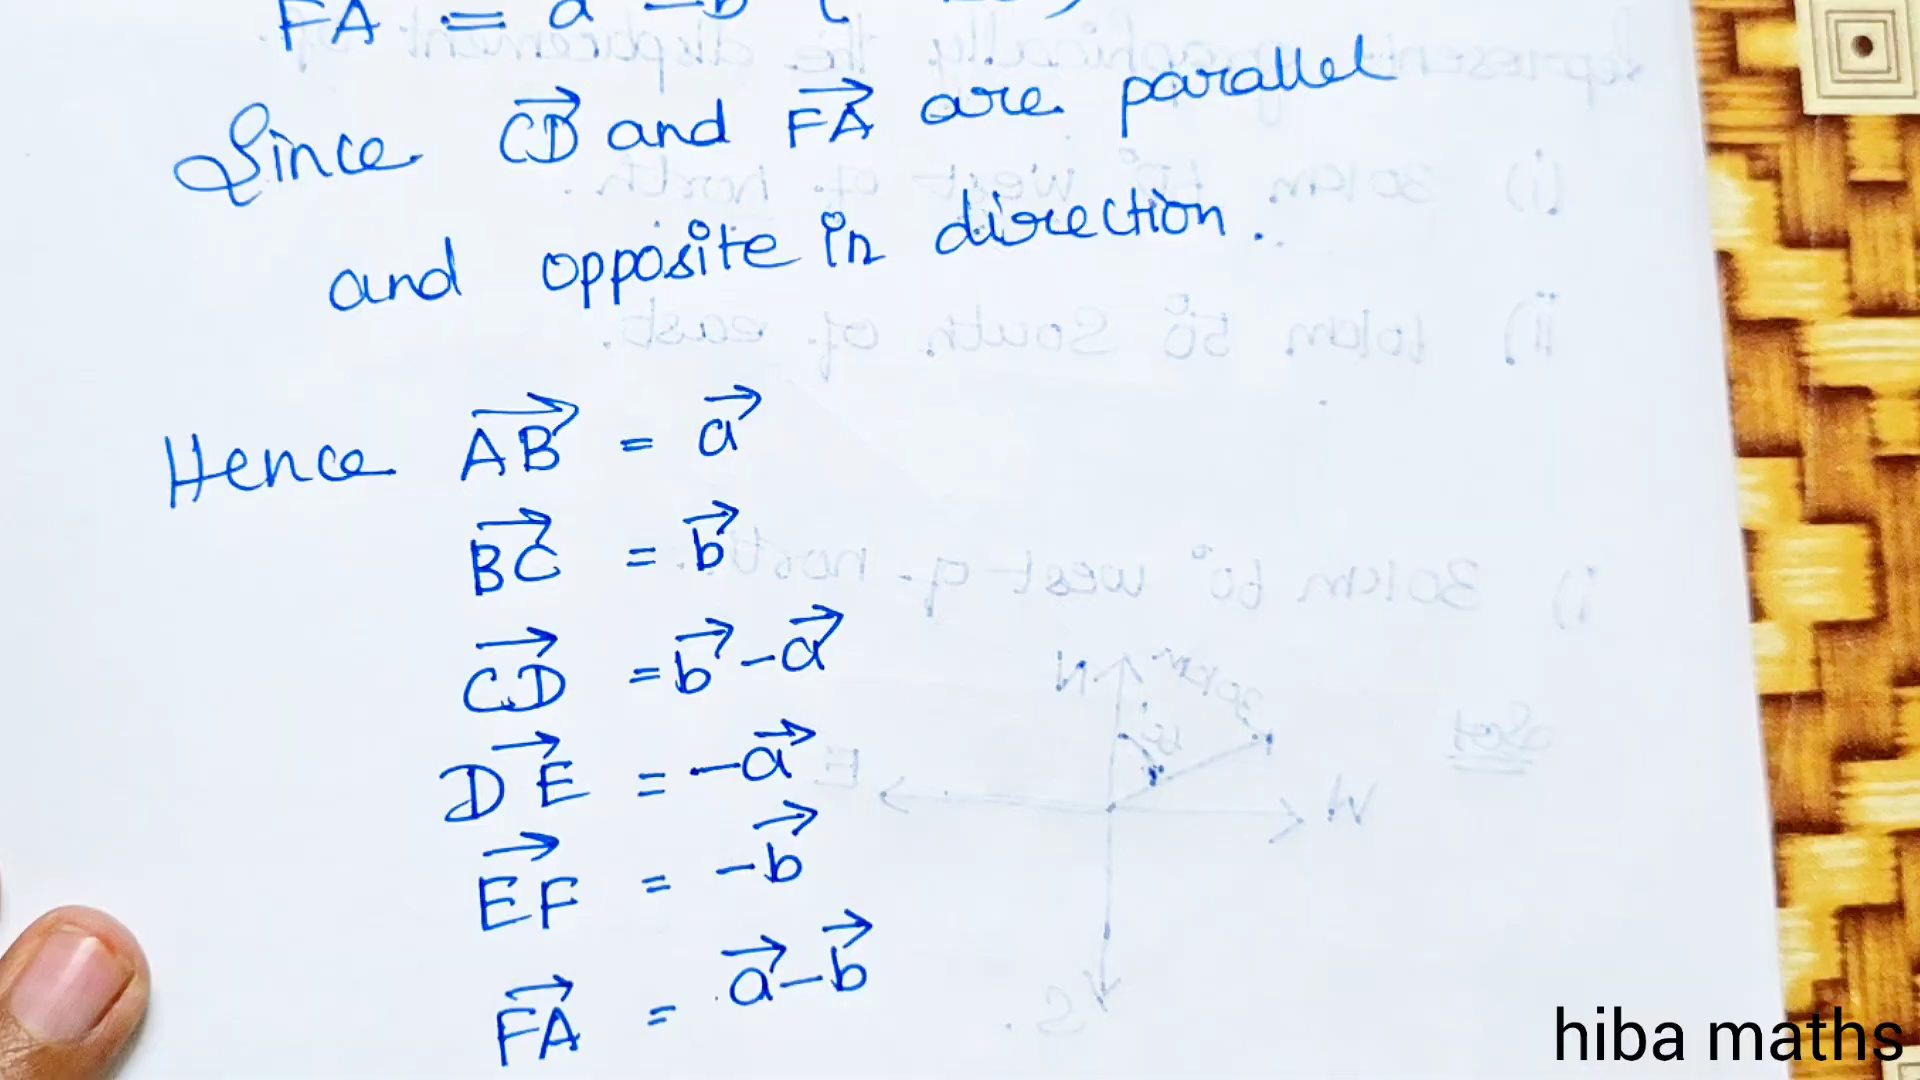 FA = a - b (
Since CD→ and FA→ are parallel
and opposite in direction.
Hence AB→ = a→
BC→ = b→
CD→ = b→ - a→
DE→ = -a→
EF→ = -b→
FA→ = a→ - b→
hiba maths